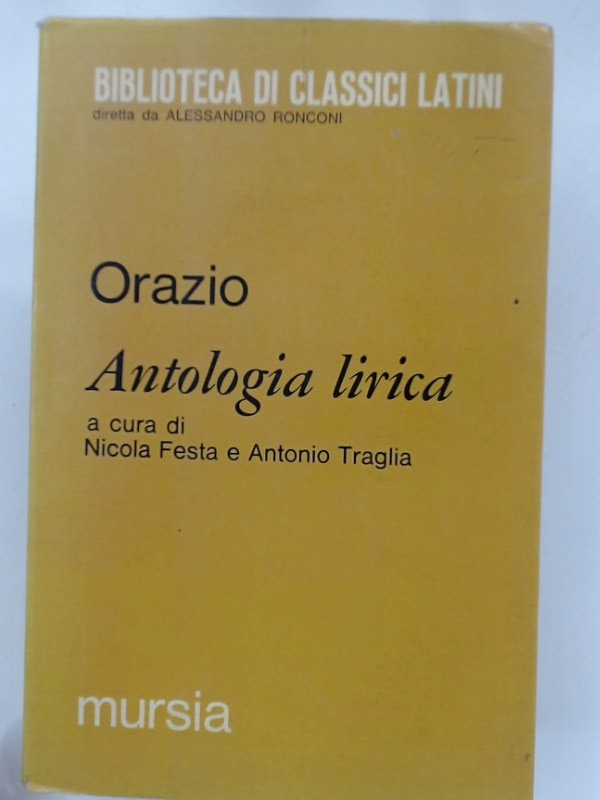 BIBLIOTECA DI CLASSICI LATINI
diretta da ALESSANDRO RONCONI
Orazio
Antologia lirica
a cura di
Nicola Festa e Antonio Traglia
mursia